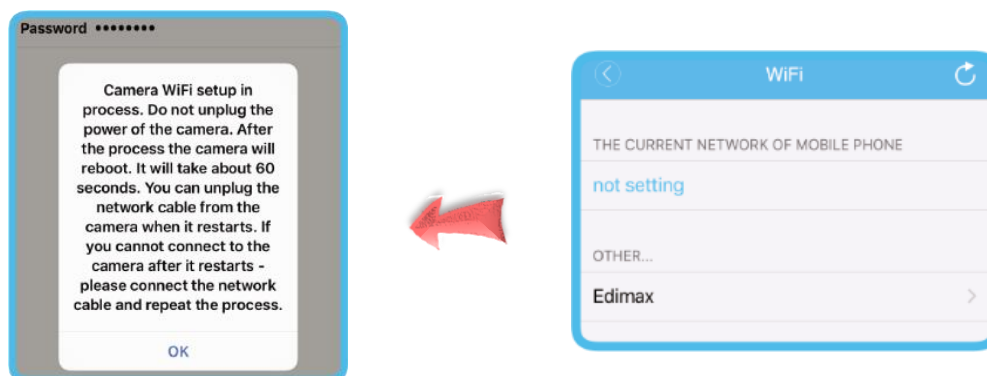 Password ••••••••
Camera WiFi setup in
process. Do not unplug the
power of the camera. After
the process the camera will
reboot. It will take about 60
seconds. You can unplug the
network cable from the
camera when it restarts. If
you cannot connect to the
camera after it restarts -
please connect the network
cable and repeat the process.
OK
WiFi
THE CURRENT NETWORK OF MOBILE PHONE
not setting
OTHER...
Edimax